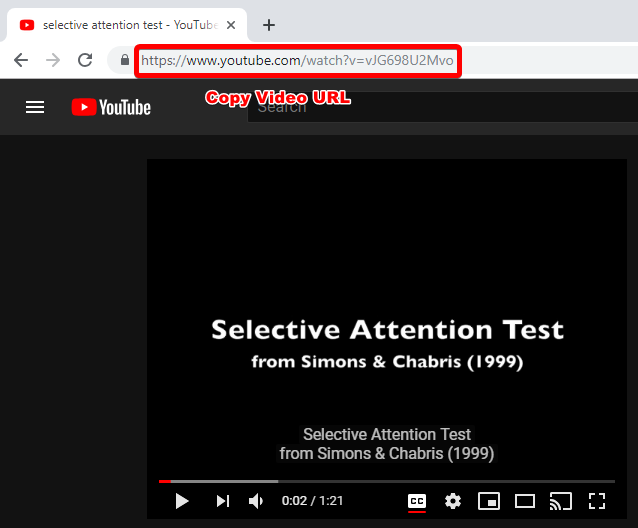 selective attention test - YouTube
https://www.youtube.com/watch?v=vJG698U2Mvo
Copy Video URL
YouTube
Search
Selective Attention Test
from Simons & Chabris (1999)
Selective Attention Test
from Simons & Chabris (1999)
0:02 / 1:21
CC